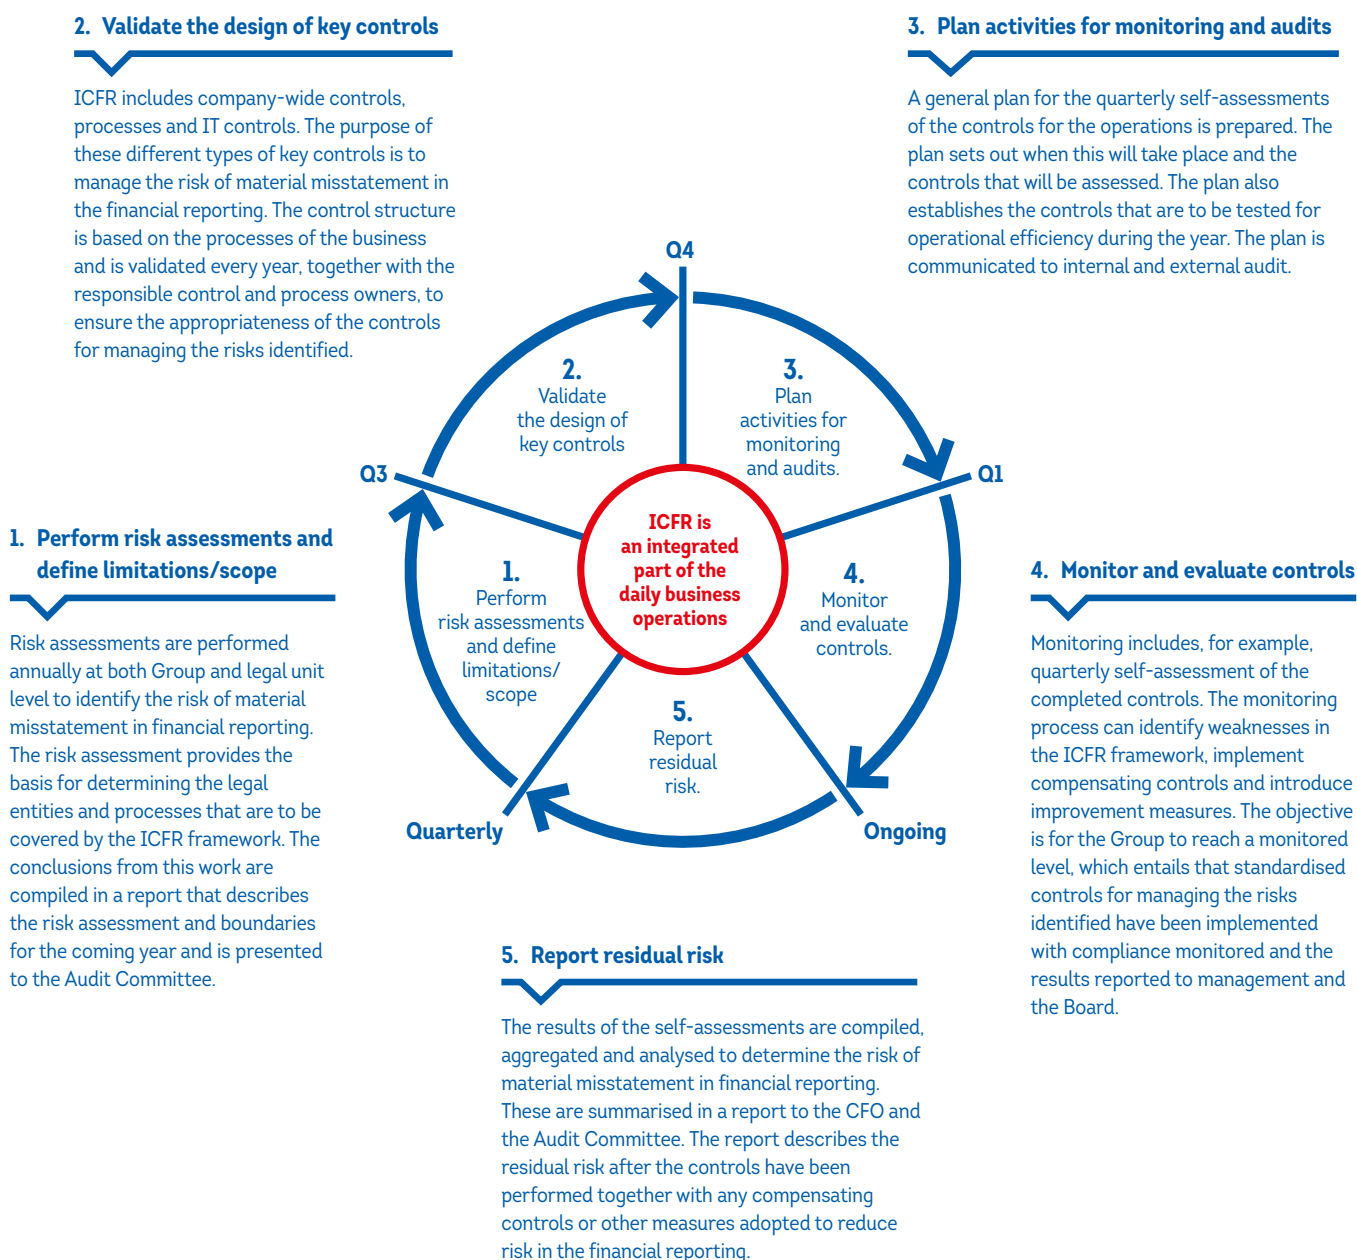 2. Validate the design of key controls
ICFR includes company-wide controls,
processes and IT controls. The purpose of
these different types of key controls is to
manage the risk of material misstatement in
the financial reporting. The control structure
is based on the processes of the business
and is validated every year, together with the
responsible control and process owners, to
ensure the appropriateness of the controls
for managing the risks identified.
3. Plan activities for monitoring and audits
A general plan for the quarterly self-assessments
of the controls for the operations is prepared. The
plan sets out when this will take place and the
controls that will be assessed. The plan also
establishes the controls that are to be tested for
operational efficiency during the year. The plan is
communicated to internal and external audit.
Q4
2.
Validate
the design of
key controls
3.
Plan
activities for
monitoring
and audits.
Q3
Q1
ICFR is
an integrated
part of the
daily business
operations
1.
Perform
risk assessments
and define
limitations/
scope
4.
Monitor
and evaluate
controls.
5.
Report
residual
risk.
Quarterly
Ongoing
1. Perform risk assessments and
define limitations/scope
Risk assessments are performed
annually at both Group and legal unit
level to identify the risk of material
misstatement in financial reporting.
The risk assessment provides the
basis for determining the legal
entities and processes that are to be
covered by the ICFR framework. The
conclusions from this work are
compiled in a report that describes
the risk assessment and boundaries
for the coming year and is presented
to the Audit Committee.
4. Monitor and evaluate controls
Monitoring includes, for example,
quarterly self-assessment of the
completed controls. The monitoring
process can identify weaknesses in
the ICFR framework, implement
compensating controls and introduce
improvement measures. The objective
is for the Group to reach a monitored
level, which entails that standardised
controls for managing the risks
identified have been implemented
with compliance monitored and the
results reported to management and
the Board.
5. Report residual risk
The results of the self-assessments are compiled,
aggregated and analysed to determine the risk of
material misstatement in financial reporting.
These are summarised in a report to the CFO and
the Audit Committee. The report describes the
residual risk after the controls have been
performed together with any compensating
controls or other measures adopted to reduce
risk in the financial reporting.